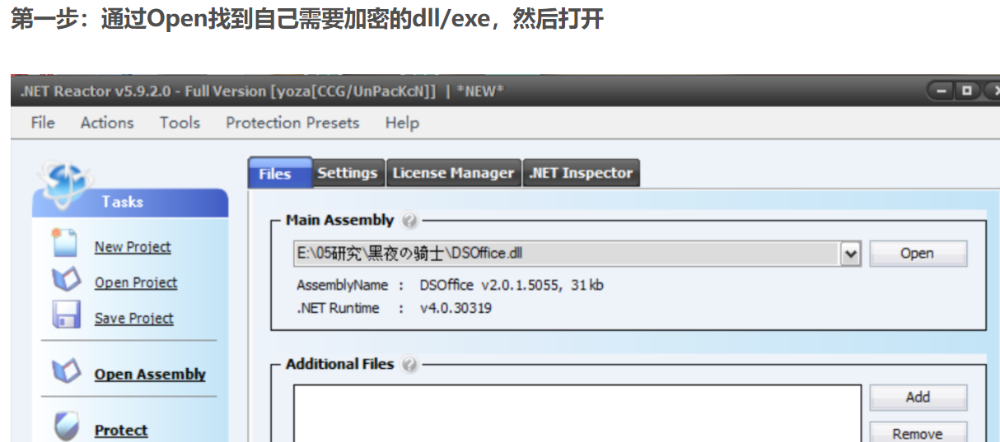 第一步：通过Open找到自己需要加密的dll/exe，然后打开
.NET Reactor v5.9.2.0 - Full Version [yoza[CCG/UnPacKcN]] | *NEW*
File Actions Tools Protection Presets Help
Files Settings License Manager .NET Inspector
Tasks
New Project
Open Project
Save Project
Open Assembly
Protect
Main Assembly
E:\05研究\黑夜の骑士\DSOffice.dll
Open
AssemblyName : DSOffice v2.0.1.5055, 31 kb
.NET Runtime : v4.0.30319
Additional Files
Add
Remove